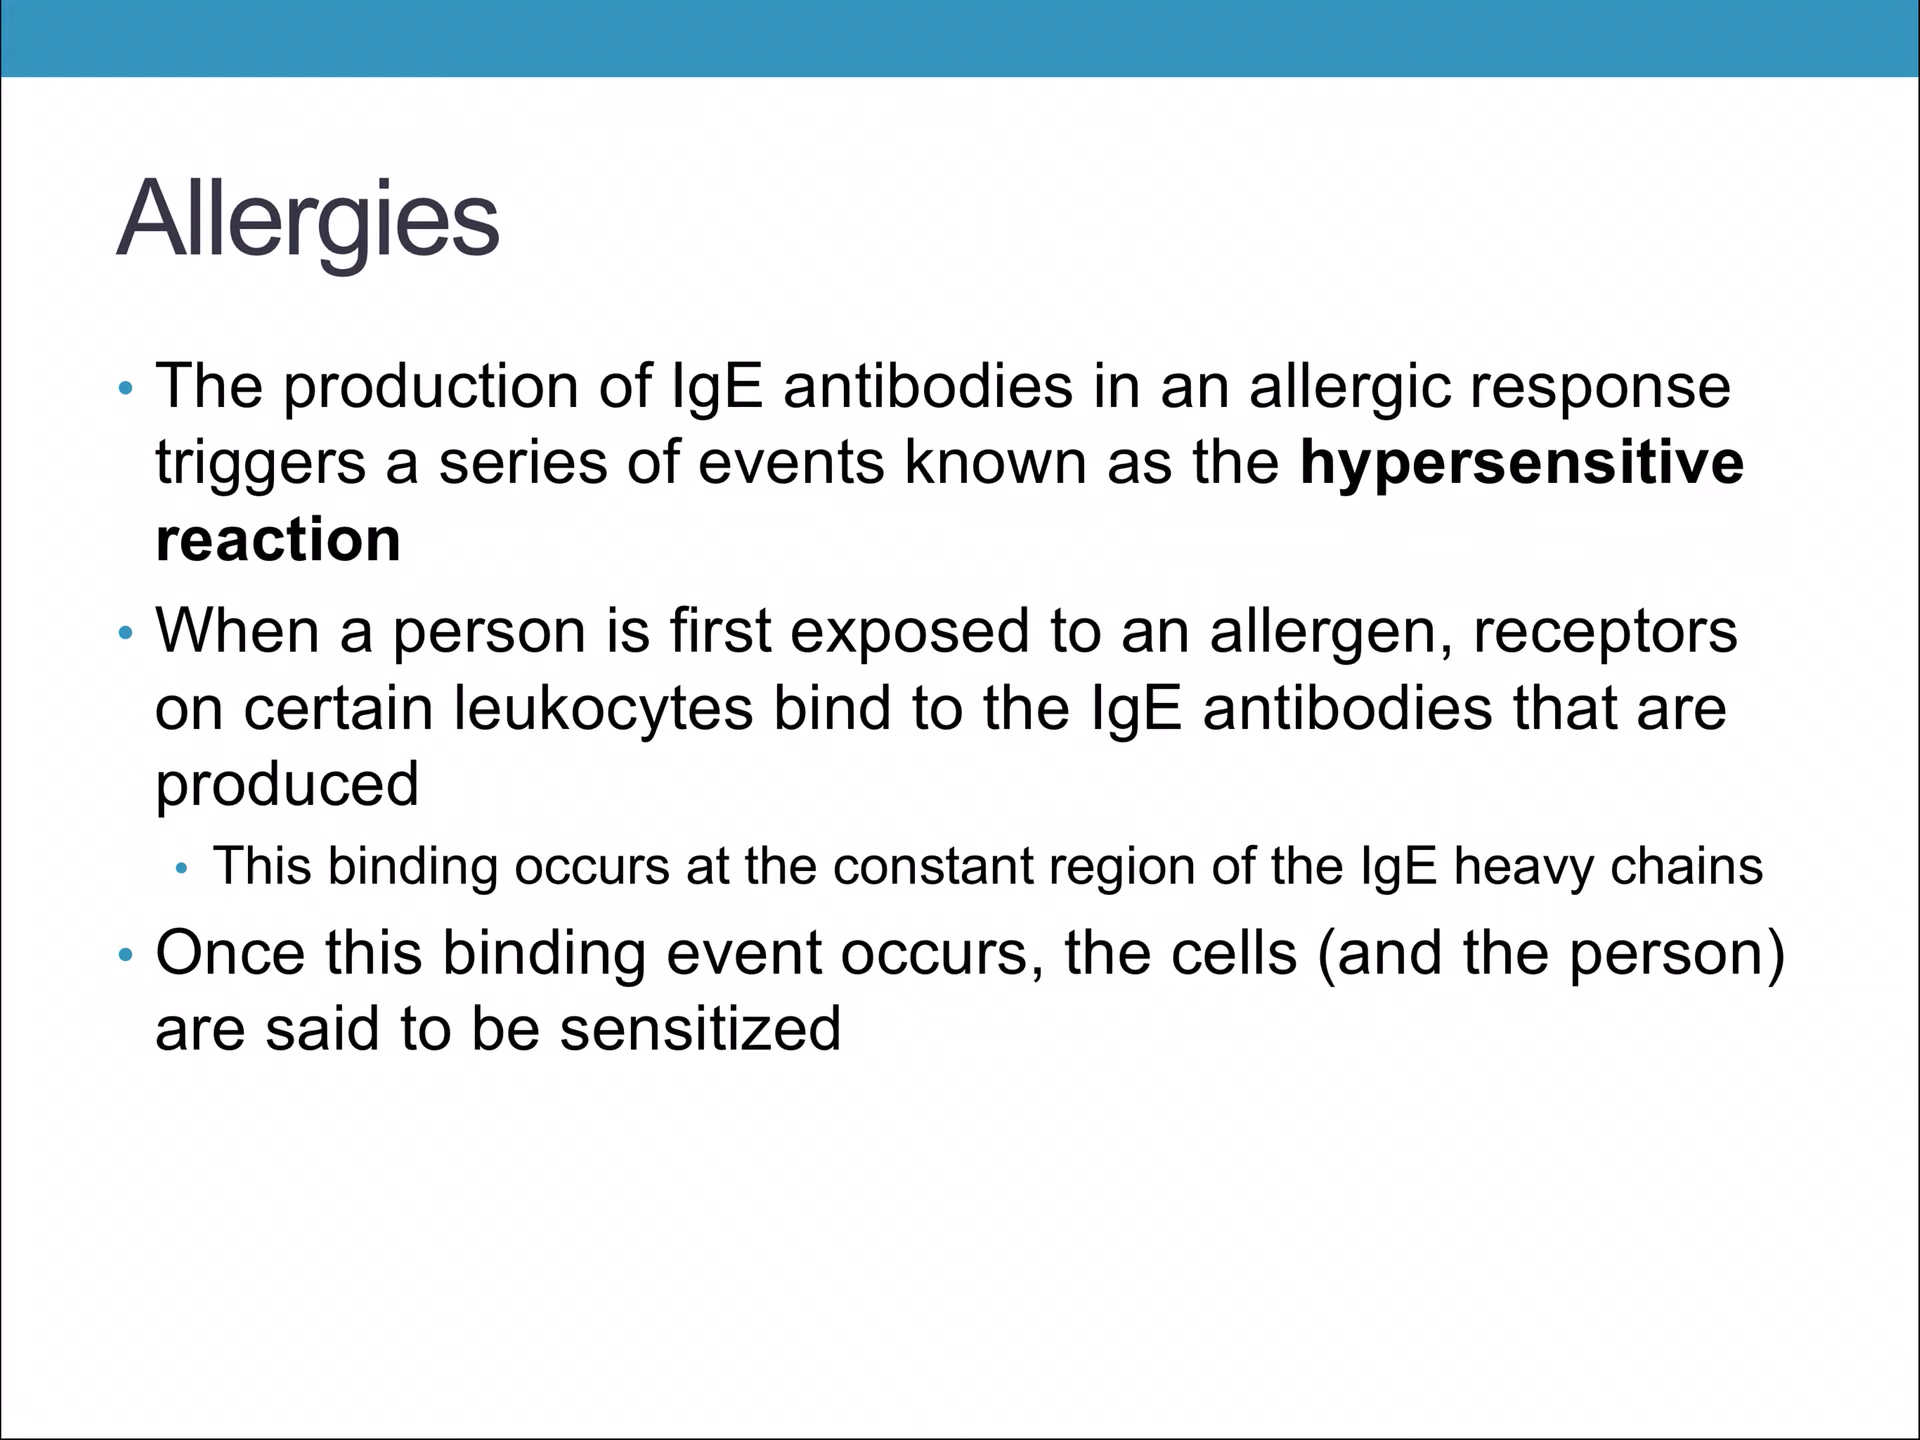 Allergies
• The production of IgE antibodies in an allergic response
triggers a series of events known as the hypersensitive
reaction
• When a person is first exposed to an allergen, receptors
on certain leukocytes bind to the IgE antibodies that are
produced
• This binding occurs at the constant region of the IgE heavy chains
• Once this binding event occurs, the cells (and the person)
are said to be sensitized